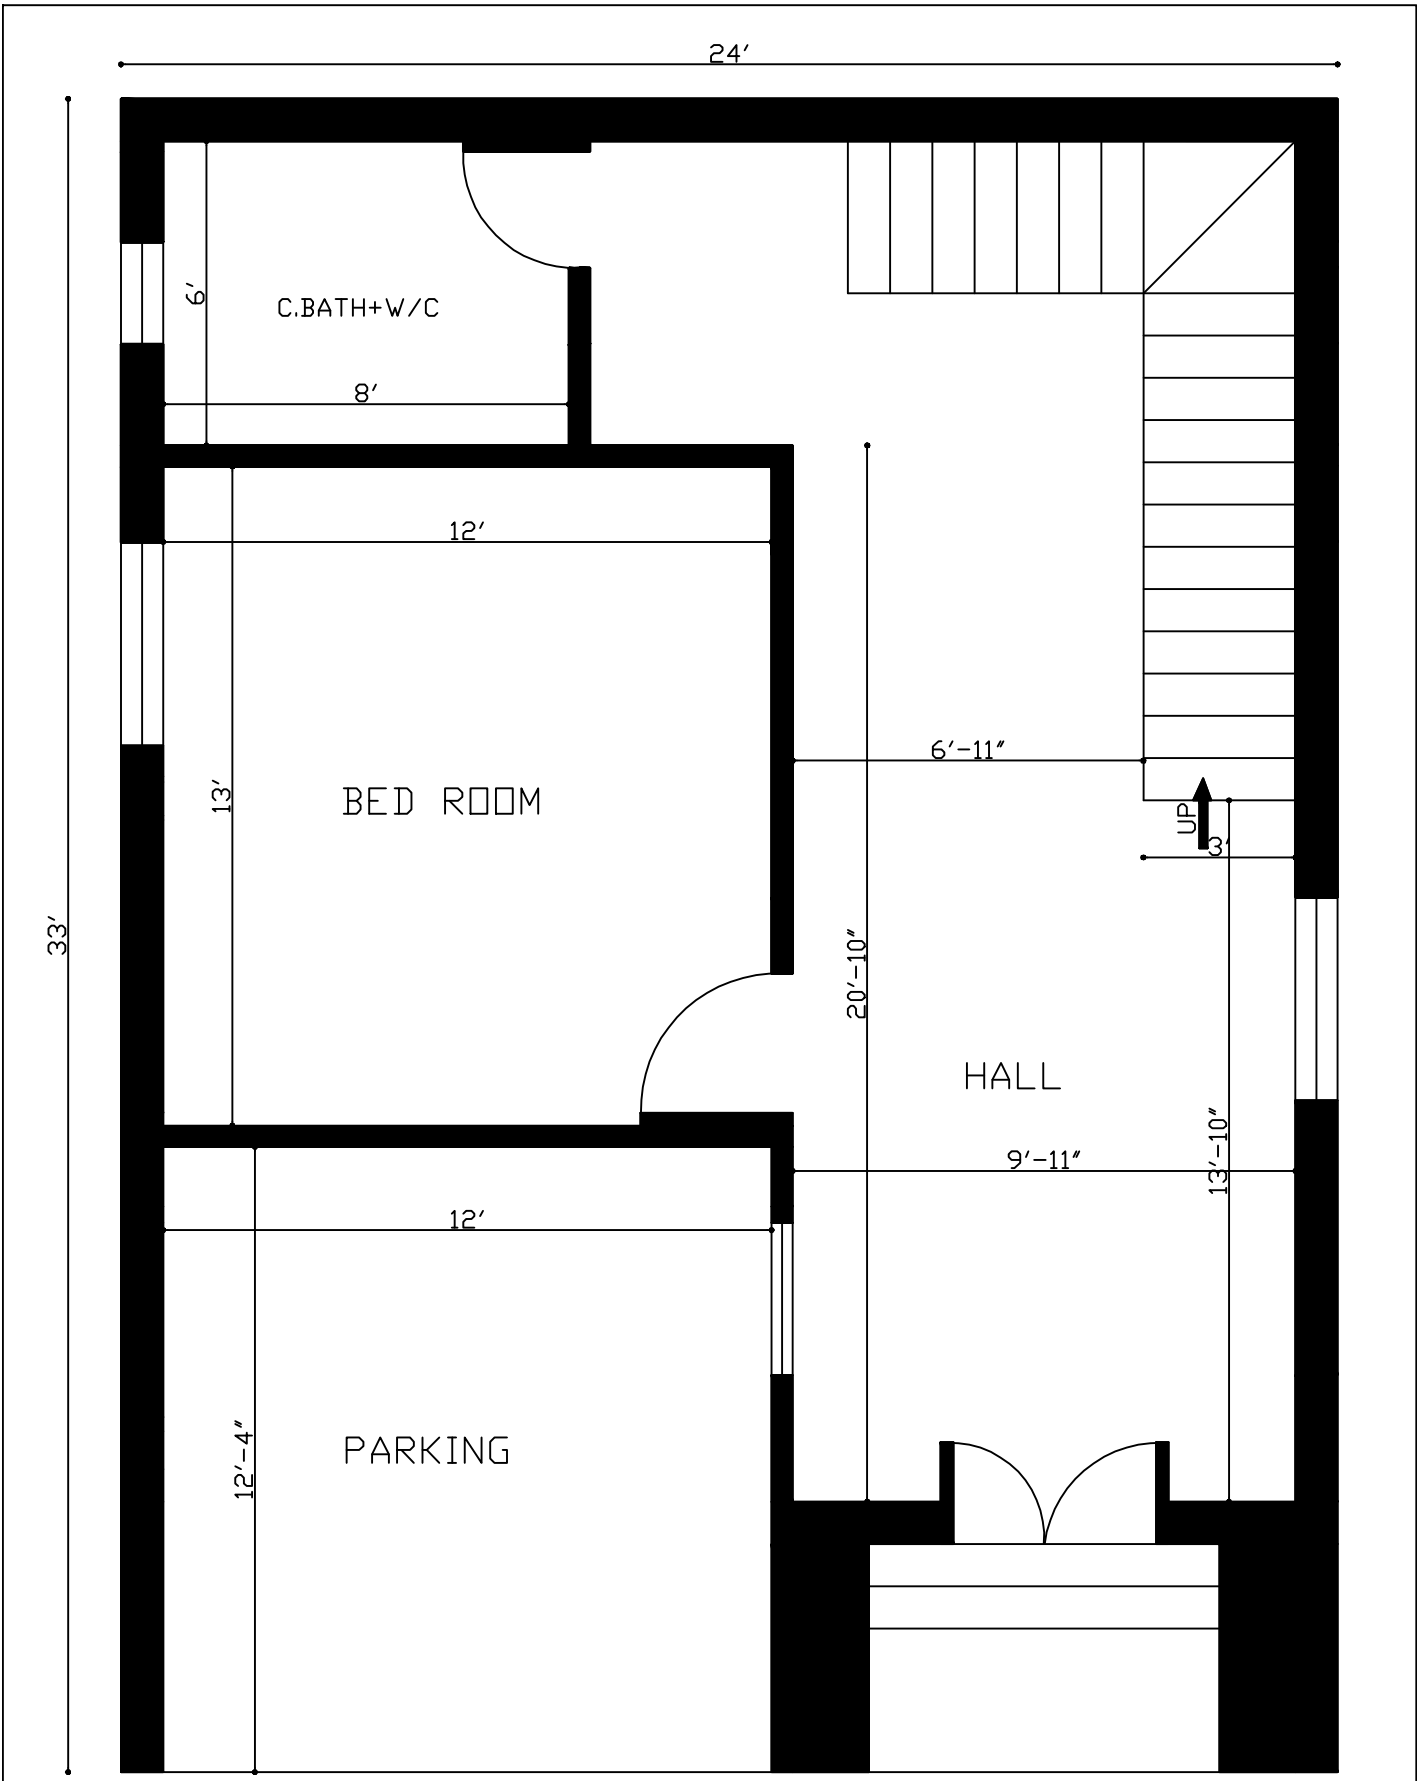 24'
6'
C.BATH+W/C
8'
12'
13'
BED ROOM
6'-11"
UP
3'
33'
20'-10"
HALL
13'-10"
9'-11"
12'
12'-4"
PARKING